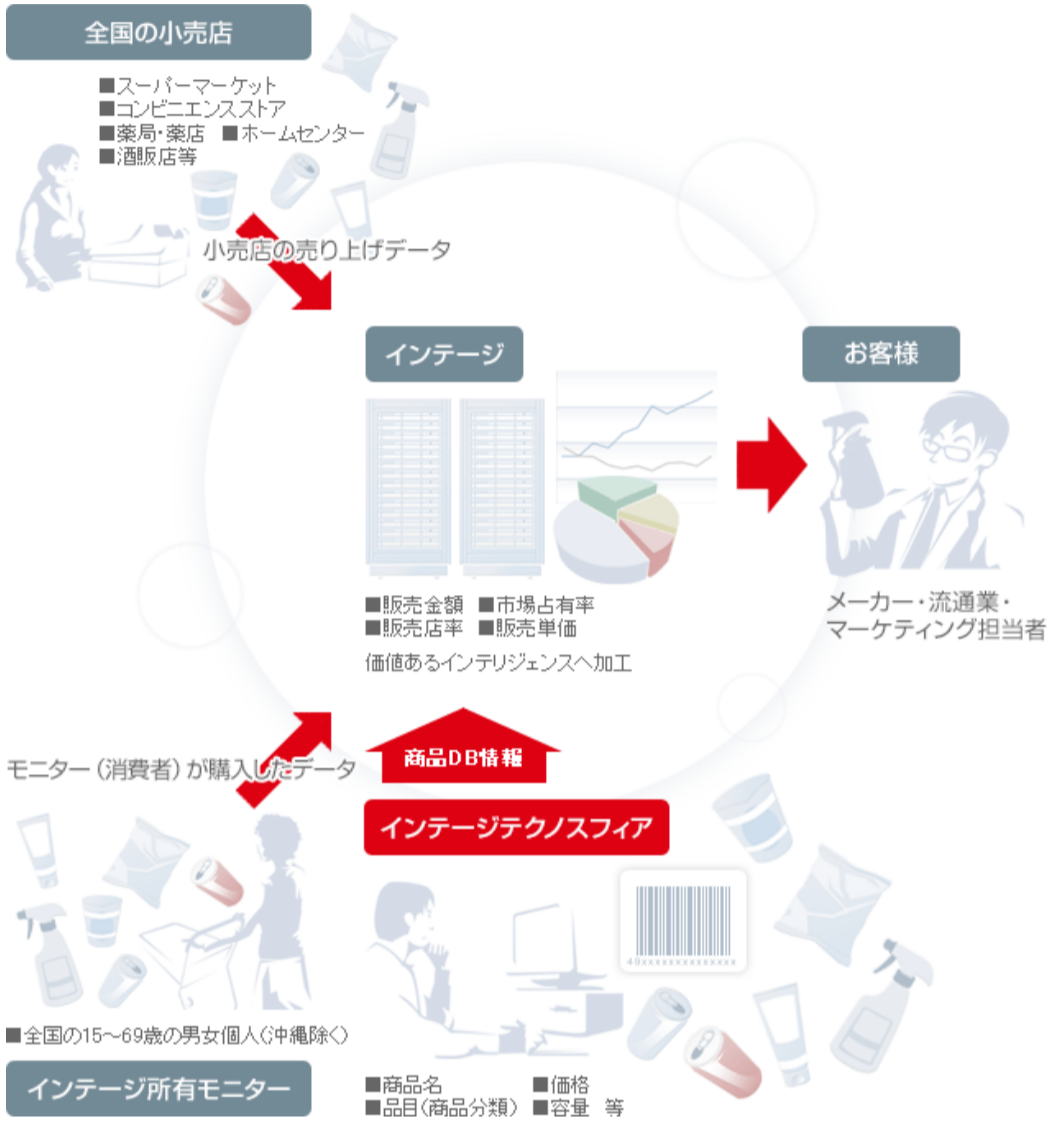 全国の小売店
■スーパーマーケット
■コンビニエンスストア
■薬局・薬店 ■ホームセンター
■酒販店等
小売店の売り上げデータ
インテージ
お客様
■販売金額 ■市場占有率
■販売店率 ■販売単価
価値あるインテリジェンスへ加工
メーカー・流通業・
マーケティング担当者
商品DB情報
モニター（消費者）が購入したデータ
インテージテクノスフィア
49xxxxxxxxxxxxxxx
■全国の15～69歳の男女個人(沖縄除く)
インテージ所有モニター
■商品名 ■価格
■品目(商品分類) ■容量 等